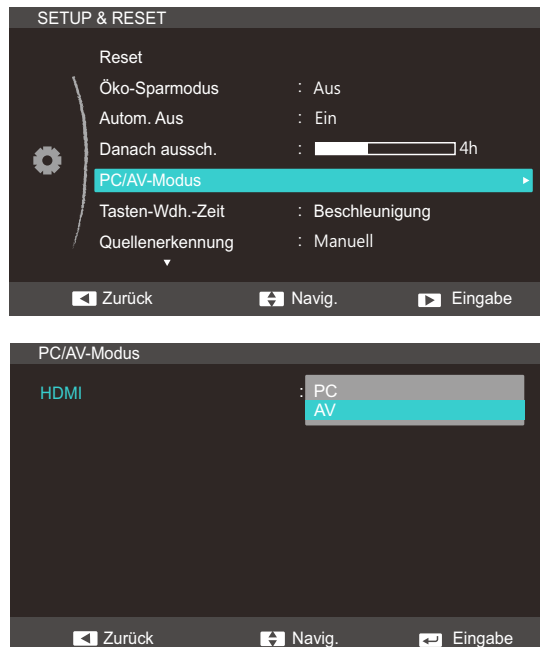 SETUP & RESET
Reset
Öko-Sparmodus : Aus
Autom. Aus : Ein
Danach aussch. : 4h
PC/AV-Modus
Tasten-Wdh.-Zeit : Beschleunigung
Quellenerkennung : Manuell
Zurück Navig. Eingabe
PC/AV-Modus
HDMI : PC
AV
Zurück Navig. Eingabe